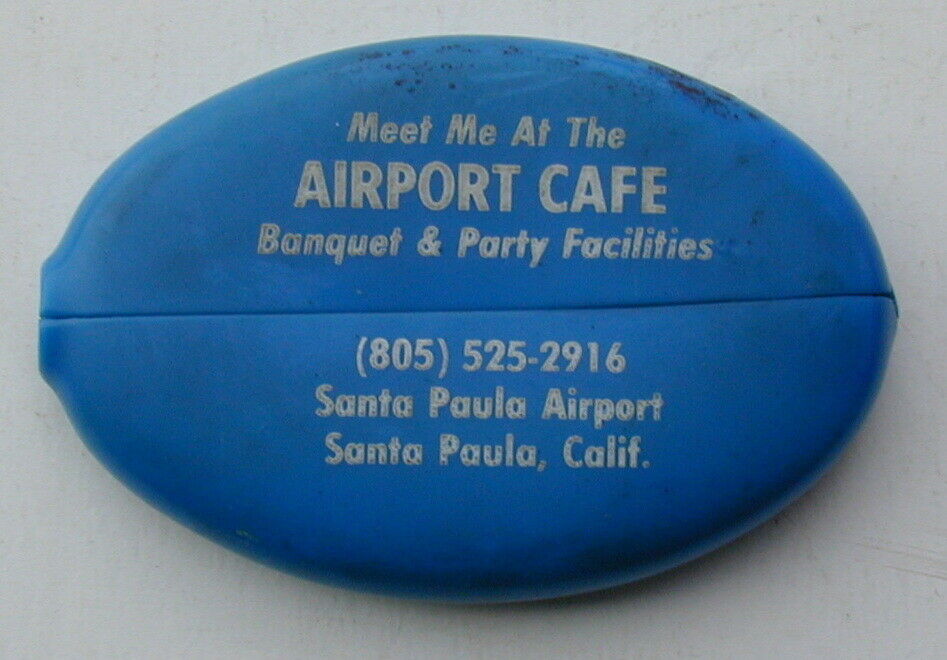 Meet Me At The
AIRPORT CAFE
Banquet & Party Facilities
(805) 525-2916
Santa Paula Airport
Santa Paula, Calif.